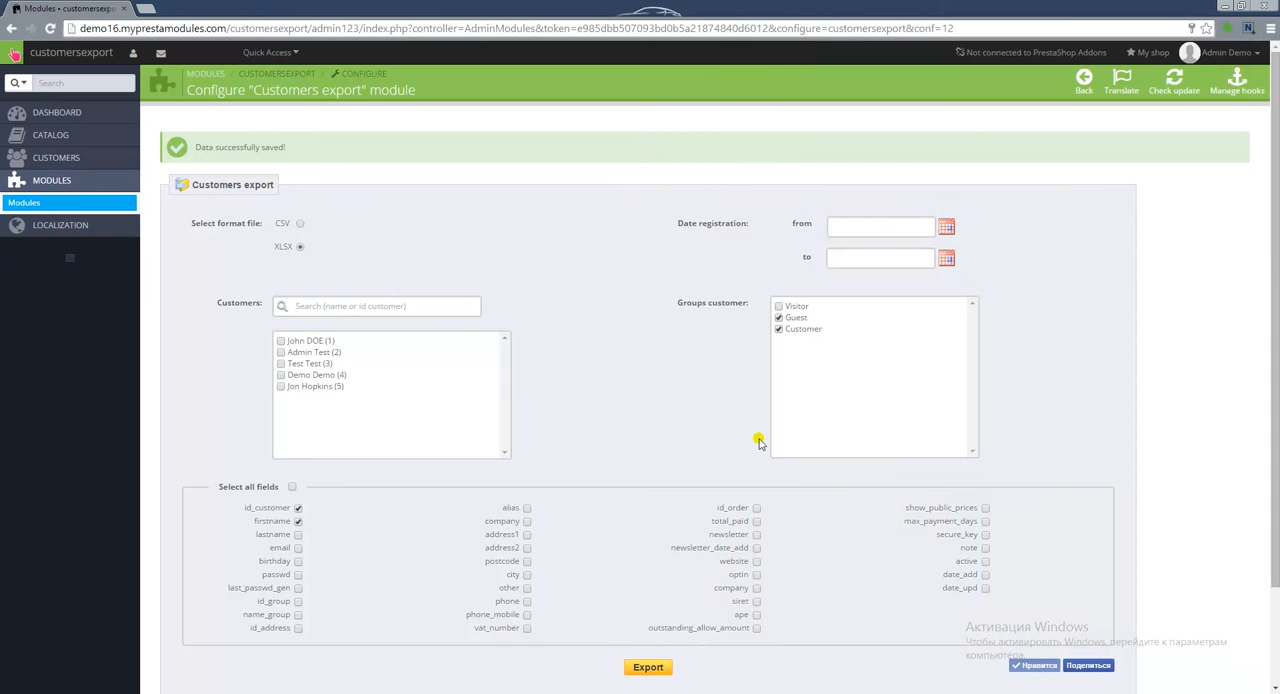 Modules • customersexport
demo16.myprestamodules.com/customersexport/admin123/index.php?controller=AdminModules&token=e985dbb507093bd0b5a21874840d6012&configure=customersexport&conf=12
customersexport
Quick Access
Not connected to PrestaShop Addons
My shop
Admin Demo
Search
MODULES / CUSTOMERSEXPORT / CONFIGURE
Configure "Customers export" module
Back
Translate
Check update
Manage hooks
DASHBOARD
CATALOG
CUSTOMERS
MODULES
Modules
LOCALIZATION
Data successfully saved!
Customers export
Select format file: CSV
XLSX
Date registration: from
to
Customers:
Search (name or id customer)
John DOE (1)
Admin Test (2)
Test Test (3)
Demo Demo (4)
Jon Hopkins (5)
Groups customer:
Visitor
Guest
Customer
Select all fields
id_customer
firstname
lastname
email
birthday
passwd
last_passwd_gen
id_group
name_group
id_address
alias
company
address1
address2
postcode
city
other
phone
phone_mobile
vat_number
id_order
total_paid
newsletter
newsletter_date_add
website
optin
company
siret
ape
outstanding_allow_amount
show_public_prices
max_payment_days
secure_key
note
active
date_add
date_upd
Export
Активация Windows
Чтобы активировать Windows, перейдите к параметрам
компьютера.
Нравится
Поделиться